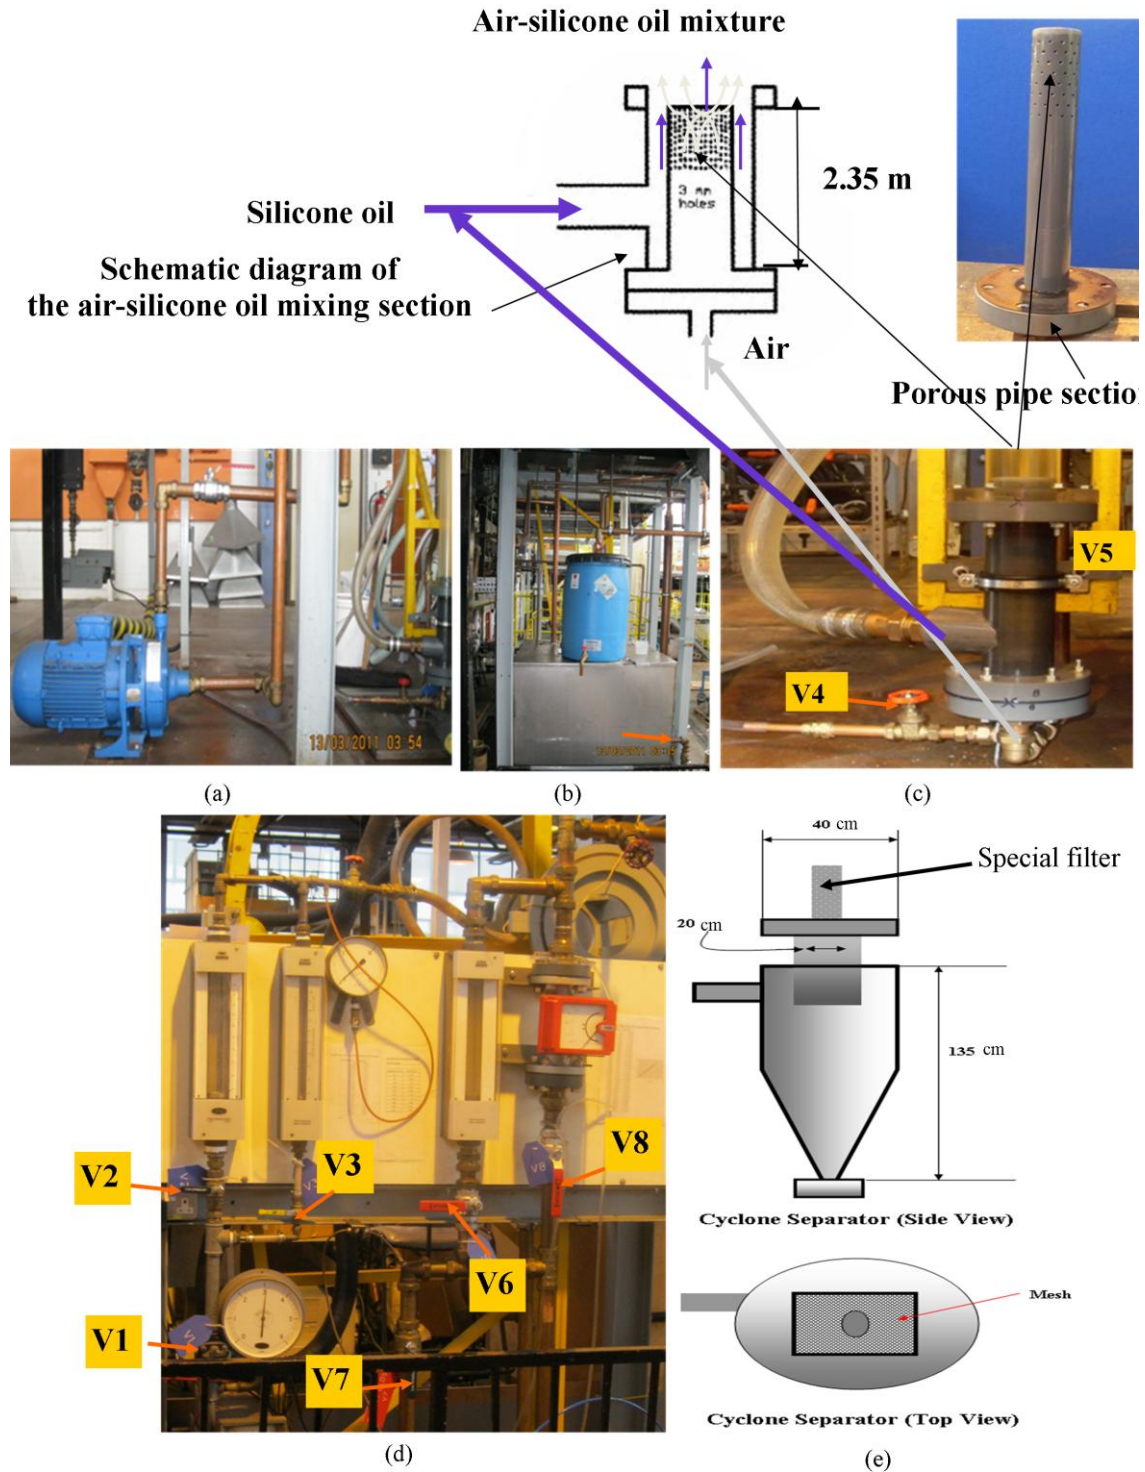 Air-silicone oil mixture
2.35 m
3 mm
holes
Silicone oil
Schematic diagram of
the air-silicone oil mixing section
Air
Porous pipe section
V5
V4
13/03/2011 03 54
(a)
(b)
(c)
40 cm
Special filter
20 cm
135 cm
V8
V3
V2
V6
V1
V7
V8
Cyclone Separator (Side View)
Mesh
Cyclone Separator (Top View)
(d)
(e)